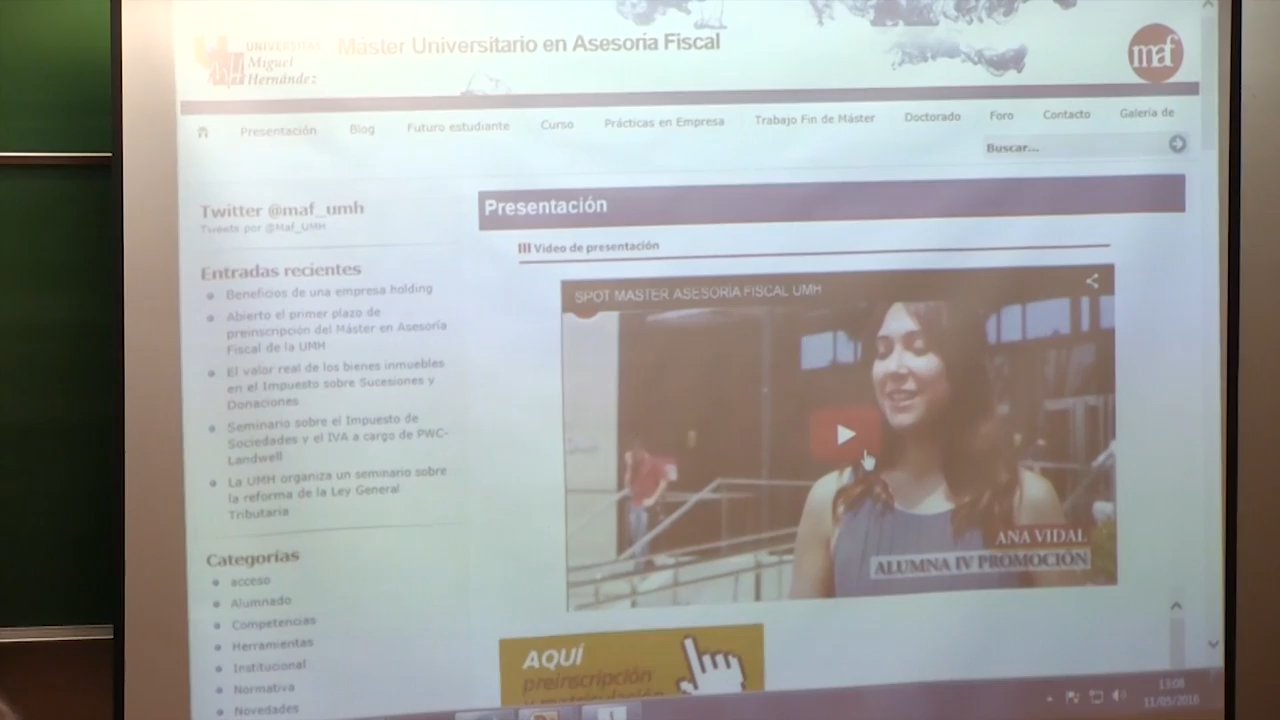 UNIVERSITAS
Miguel
Hernández
Máster Universitario en Asesoría Fiscal
maf
Presentación Blog Futuro estudiante Curso Prácticas en Empresa Trabajo Fin de Máster Doctorado Foro Contacto Galería de
Buscar...
Twitter @maf_umh
Tweets por @Maf_UMH
Entradas recientes
Beneficios de una empresa holding
Abierto el primer plazo de
preinscripción del Máster en Asesoría
Fiscal de la UMH
El valor real de los bienes inmuebles
en el Impuesto sobre Sucesiones y
Donaciones
Seminario sobre el Impuesto de
Sociedades y el IVA a cargo de PWC-
Landwell
La UMH organiza un seminario sobre
la reforma de la Ley General
Tributaria
Categorías
acceso
Alumnado
Competencias
Herramientas
Institucional
Normativa
Novedades
Presentación
Video de presentación
SPOT MASTER ASESORÍA FISCAL UMH
ANA VIDAL
ALUMNA IV PROMOCIÓN
AQUÍ
preinscripción
y matriculación
13:08
11/05/2016